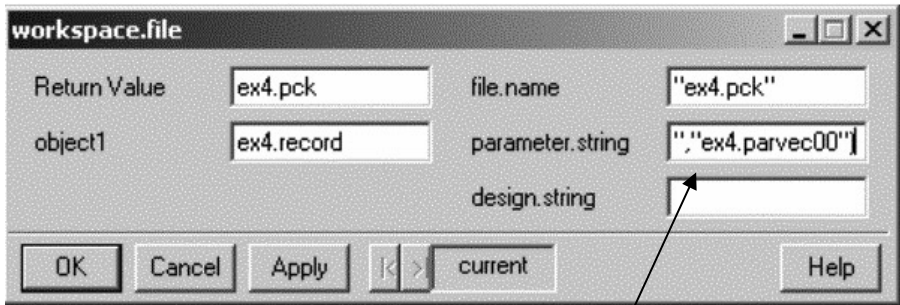 workspace.file
Return Value ex4.pck file.name "ex4.pck"
object1 ex4.record parameter.string ","ex4.parvec00")
design.string
OK Cancel Apply current Help